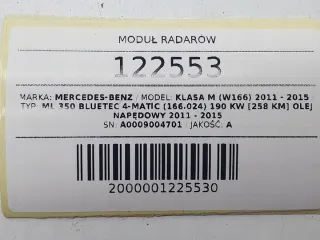 MODUŁ RADARÓW
122553
MARKA: MERCEDES-BENZ / MODEL: KLASA M (W166) 2011 - 2015
TYP: ML 350 BLUETEC 4-MATIC (166.024) 190 KW [258 KM] OLEJ
NAPĘDOWY 2011 - 2015
SN: A0009004701 / JAKOŚĆ: A
2000001225530